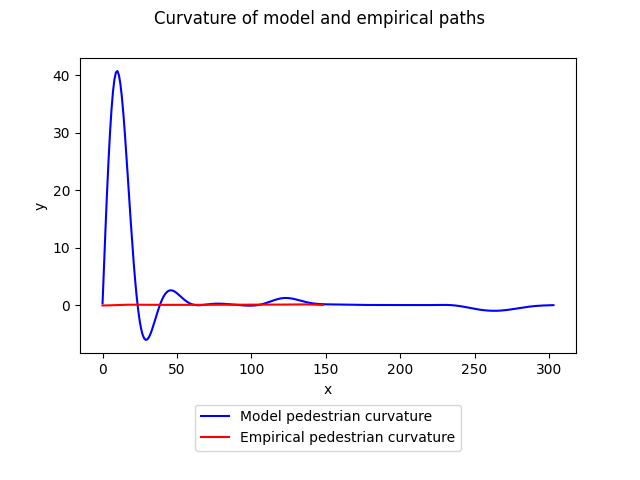 Curvature of model and empirical paths
40
30
20
10
0
y
0 50 100 150 200 250 300
x
Model pedestrian curvature
Empirical pedestrian curvature